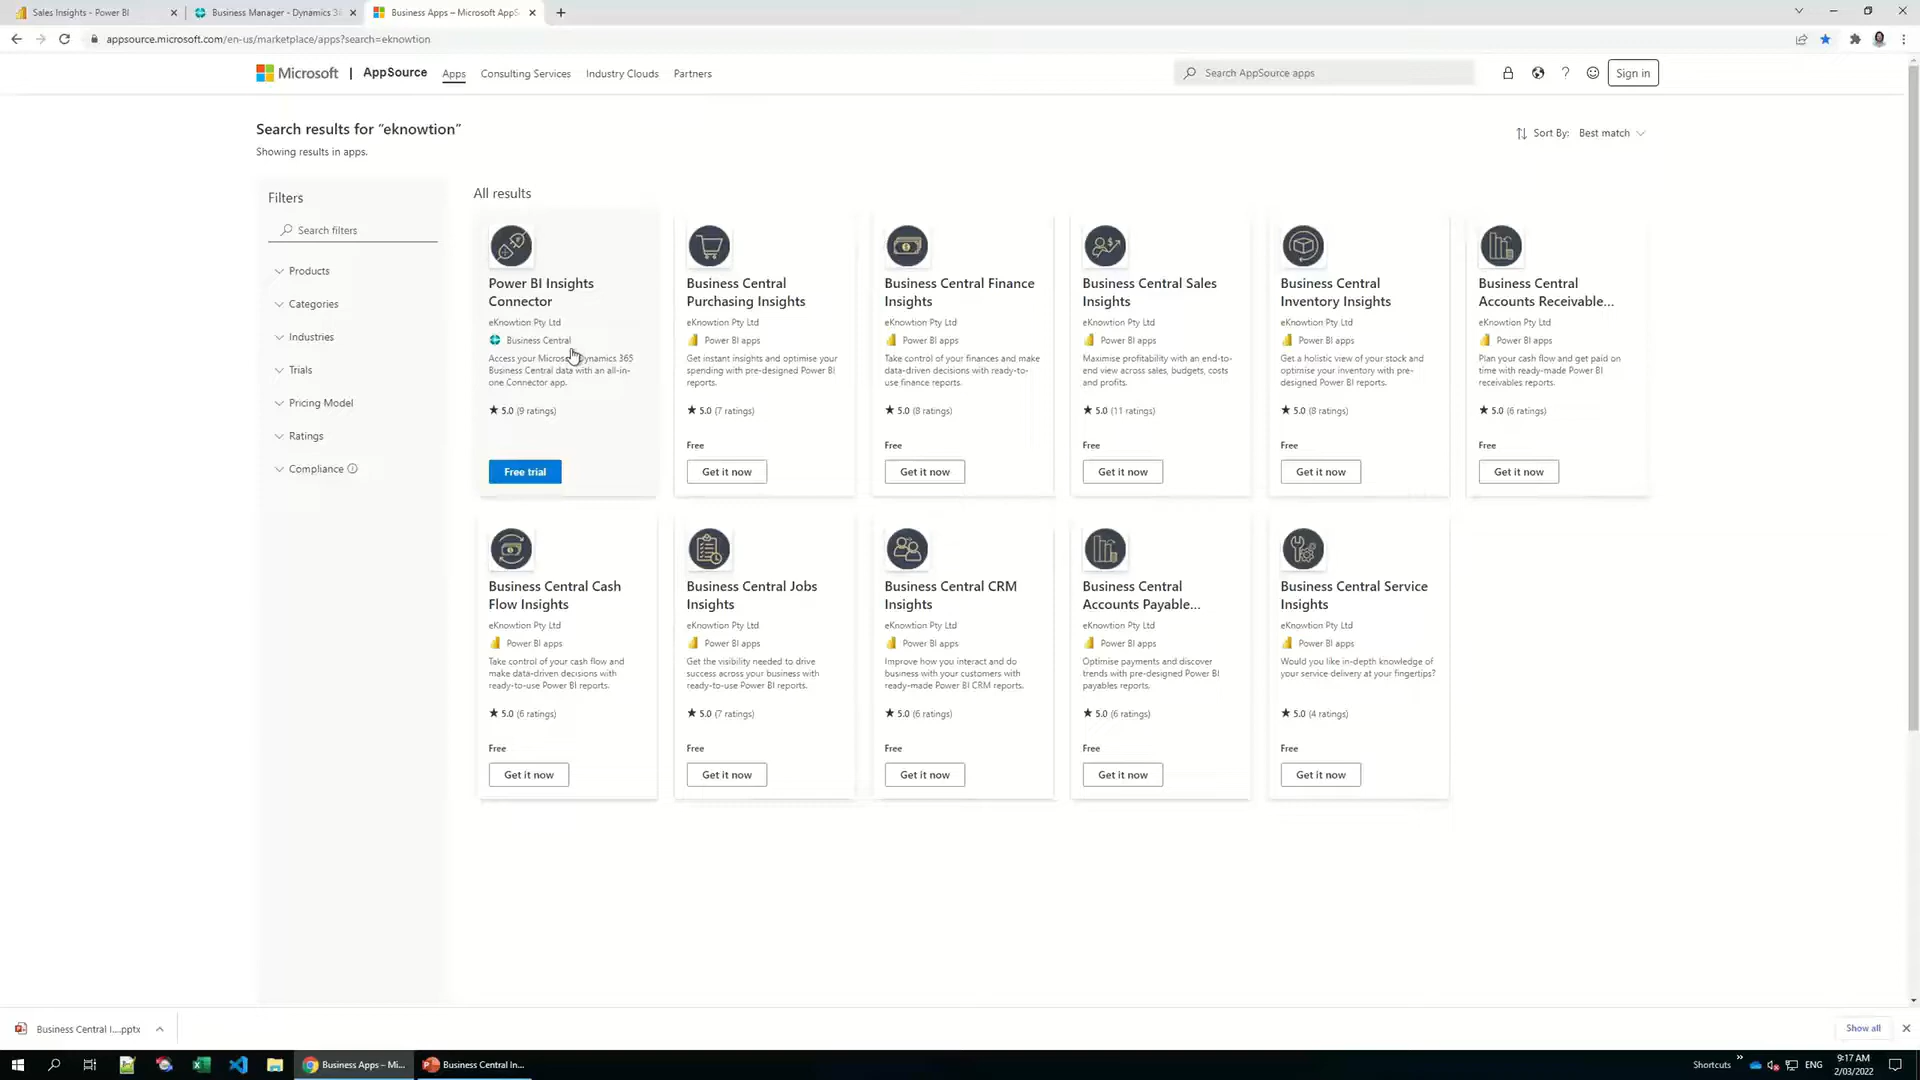 Sales Insights - Power BI
Business Manager - Dynamics 36
Business Apps – Microsoft AppS
appsource.microsoft.com/en-us/marketplace/apps?search=eknowtion
Microsoft | AppSource Apps Consulting Services Industry Clouds Partners
Search AppSource apps
? Sign in
Search results for “eknowtion”
Showing results in apps.
Sort By: Best match
Filters
Search filters
Products
Categories
Industries
Trials
Pricing Model
Ratings
Compliance
All results
Power BI Insights
Connector
eKnowtion Pty Ltd
Business Central
Access your Microsoft Dynamics 365
Business Central data with an all-in-
one Connector app.
5.0 (9 ratings)
Free trial
Business Central
Purchasing Insights
eKnowtion Pty Ltd
Power BI apps
Get instant insights and optimise your
spending with pre-designed Power BI
reports.
5.0 (7 ratings)
Free
Get it now
Business Central Finance
Insights
eKnowtion Pty Ltd
Power BI apps
Take control of your finances and make
data-driven decisions with ready-to-
use finance reports.
5.0 (8 ratings)
Free
Get it now
Business Central Sales
Insights
eKnowtion Pty Ltd
Power BI apps
Maximise profitability with an end-to-
end view across sales, budgets, costs
and profits.
5.0 (11 ratings)
Free
Get it now
Business Central
Inventory Insights
eKnowtion Pty Ltd
Power BI apps
Get a holistic view of your stock and
optimise your inventory with pre-
designed Power BI reports.
5.0 (8 ratings)
Free
Get it now
Business Central
Accounts Receivable...
eKnowtion Pty Ltd
Power BI apps
Plan your cash flow and get paid on
time with ready-made Power BI
receivables reports.
5.0 (6 ratings)
Free
Get it now
Business Central Cash
Flow Insights
eKnowtion Pty Ltd
Power BI apps
Take control of your cash flow and
make data-driven decisions with
ready-to-use Power BI reports.
5.0 (6 ratings)
Free
Get it now
Business Central Jobs
Insights
eKnowtion Pty Ltd
Power BI apps
Get the visibility needed to drive
success across your business with
ready-to-use Power BI reports.
5.0 (7 ratings)
Free
Get it now
Business Central CRM
Insights
eKnowtion Pty Ltd
Power BI apps
Improve how you interact and do
business with your customers with
ready-made Power BI CRM reports.
5.0 (6 ratings)
Free
Get it now
Business Central
Accounts Payable...
eKnowtion Pty Ltd
Power BI apps
Optimise payments and discover
trends with pre-designed Power BI
payables reports.
5.0 (6 ratings)
Free
Get it now
Business Central Service
Insights
eKnowtion Pty Ltd
Power BI apps
Would you like in-depth knowledge of
your service delivery at your fingertips?
5.0 (4 ratings)
Free
Get it now
Business Central I....pptx
Show all
Business Apps – Mi...
Business Central In...
Shortcuts
ENG
9:17 AM
2/03/2022